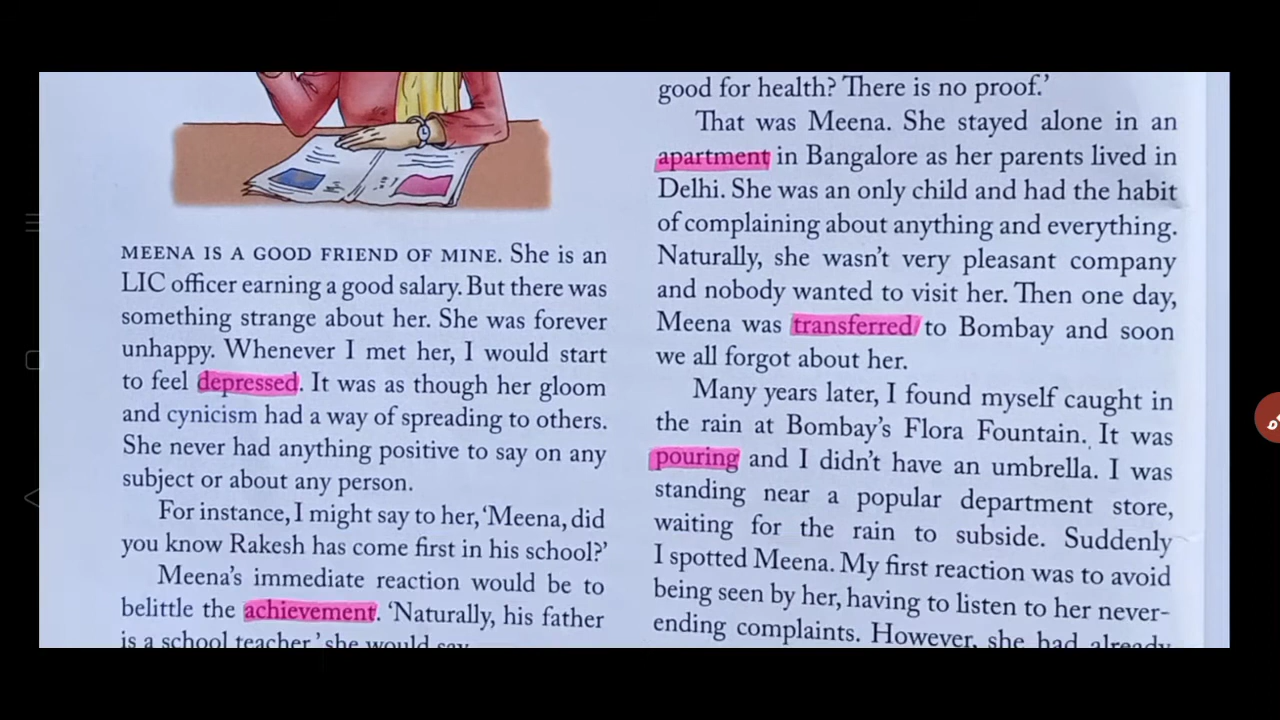 MEENA IS A GOOD FRIEND OF MINE. She is an
LIC officer earning a good salary. But there was
something strange about her. She was forever
unhappy. Whenever I met her, I would start
to feel depressed. It was as though her gloom
and cynicism had a way of spreading to others.
She never had anything positive to say on any
subject or about any person.
For instance, I might say to her, ‘Meena, did
you know Rakesh has come first in his school?’
Meena’s immediate reaction would be to
belittle the achievement. ‘Naturally, his father
is a school teacher,’ she would say.
good for health? There is no proof.’
That was Meena. She stayed alone in an
apartment in Bangalore as her parents lived in
Delhi. She was an only child and had the habit
of complaining about anything and everything.
Naturally, she wasn’t very pleasant company
and nobody wanted to visit her. Then one day,
Meena was transferred to Bombay and soon
we all forgot about her.
Many years later, I found myself caught in
the rain at Bombay’s Flora Fountain. It was
pouring and I didn’t have an umbrella. I was
standing near a popular department store,
waiting for the rain to subside. Suddenly
I spotted Meena. My first reaction was to avoid
being seen by her, having to listen to her never-
ending complaints. However, she had already